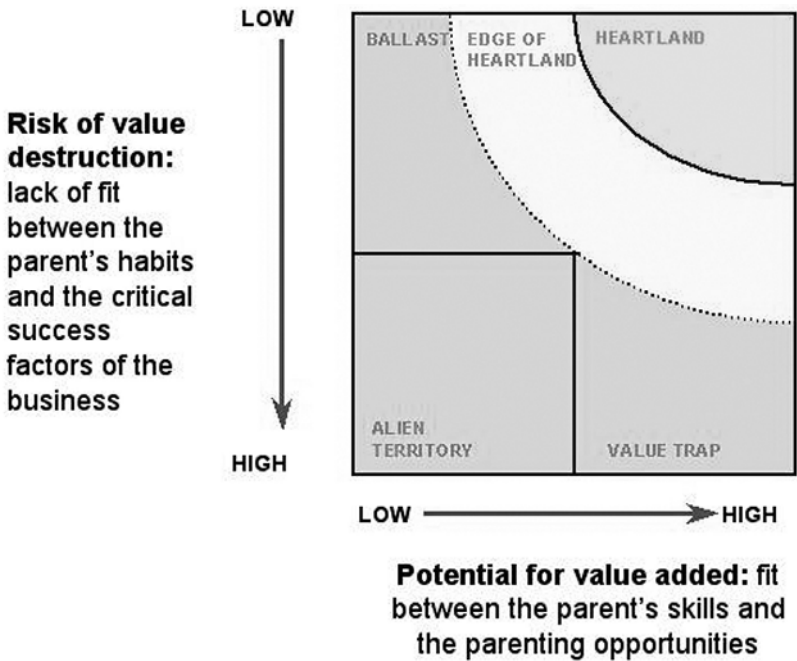 LOW
BALLAST
EDGE OF
HEARTLAND
HEARTLAND
Risk of value
destruction:
lack of fit
between the
parent's habits
and the critical
success
factors of the
business
ALIEN
TERRITORY
VALUE TRAP
HIGH
LOW
HIGH
Potential for value added: fit
between the parent's skills and
the parenting opportunities